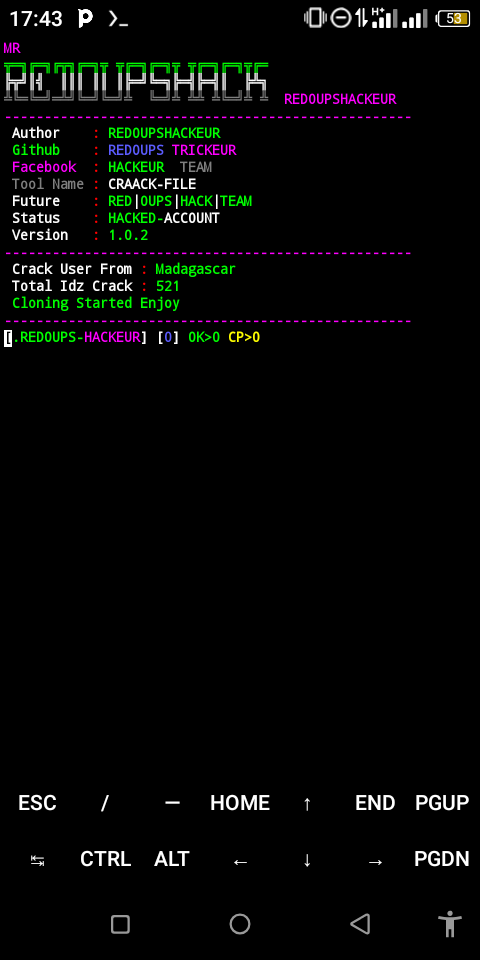 17:43 53
MR
REDOUPSHACKEUR
------------------------------------------------
Author : REDOUPSHACKEUR
Github : REDOUPS TRICKEUR
Facebook : HACKEUR TEAM
Tool Name : CRAACK-FILE
Future : RED|OUPS|HACK|TEAM
Status : HACKED-ACCOUNT
Version : 1.0.2
------------------------------------------------
Crack User From : Madagascar
Total Idz Crack : 521
Cloning Started Enjoy
------------------------------------------------
[.REDOUPS-HACKEUR] [0] OK>0 CP>0
ESC / — HOME ↑ END PGUP
↹ CTRL ALT ← ↓ → PGDN